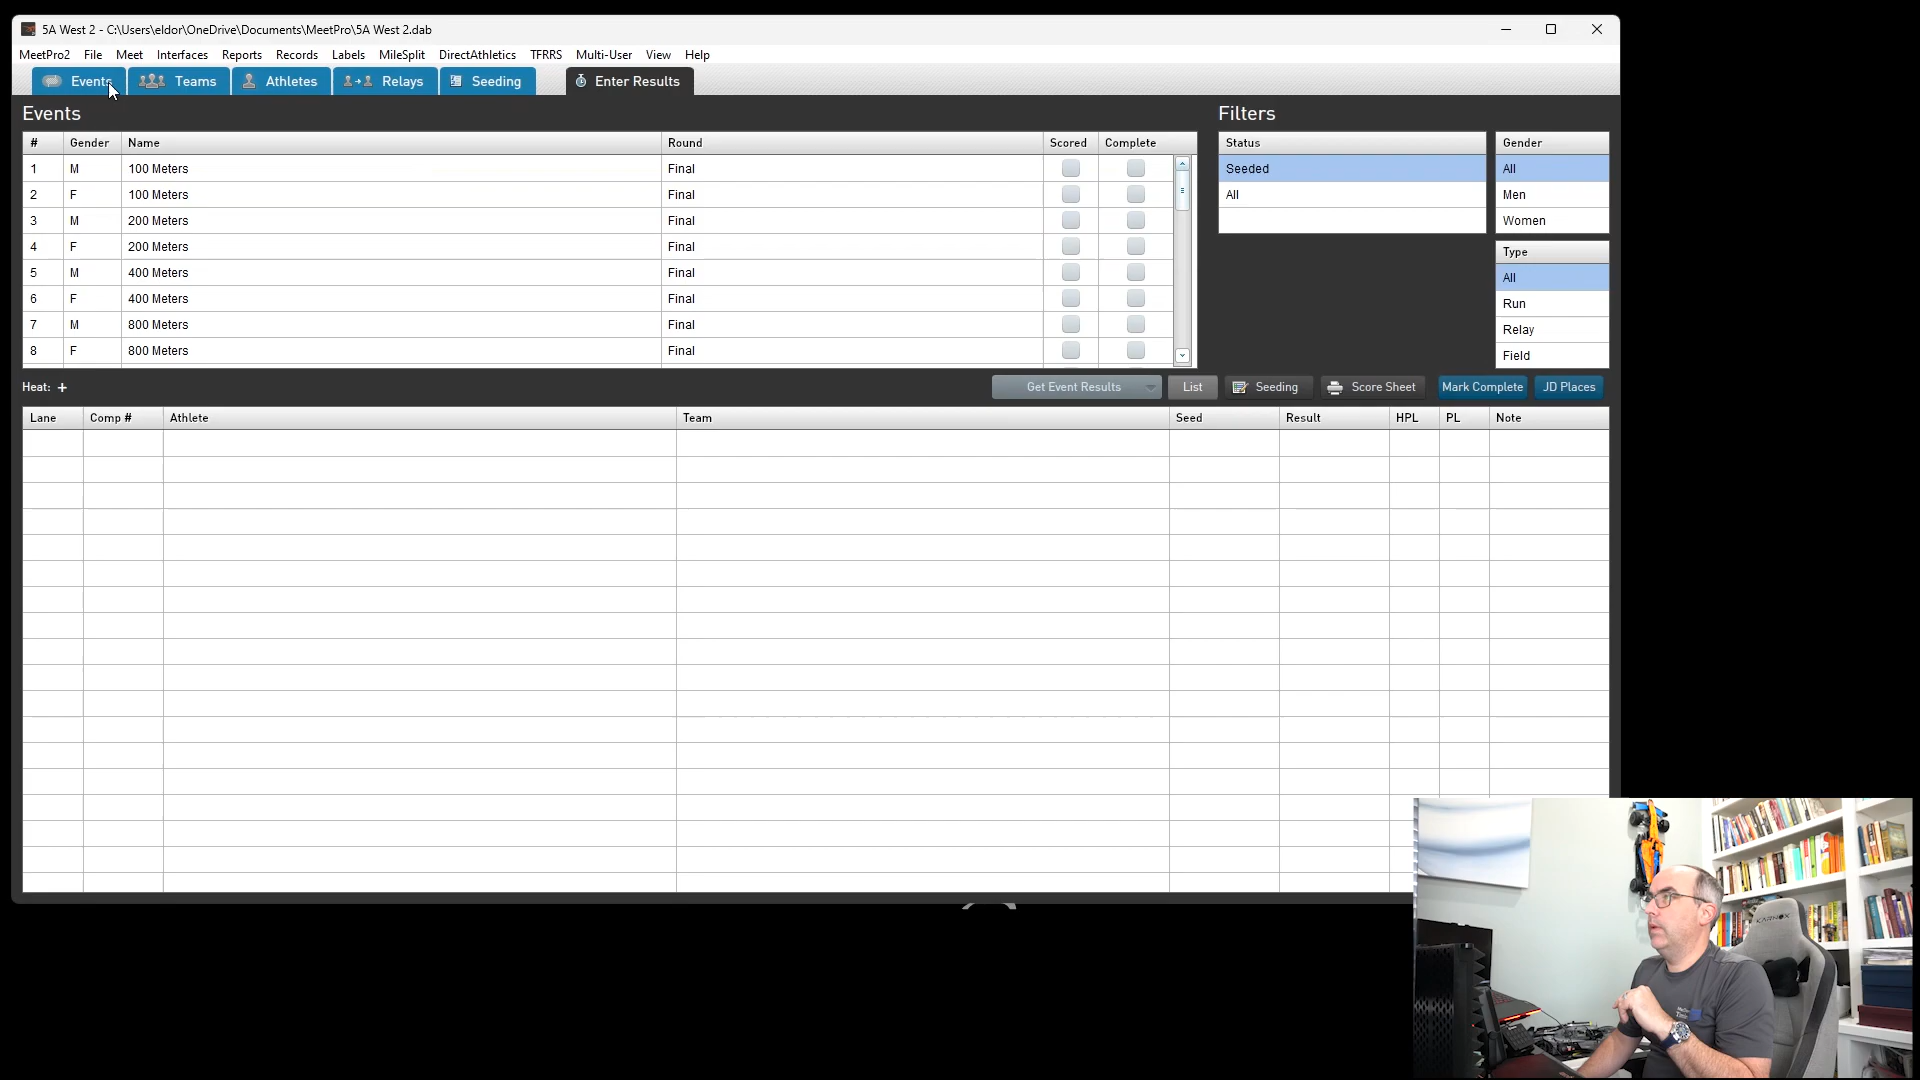 5A West 2 - C:\Users\eldor\OneDrive\Documents\MeetPro\5A West 2.dab
MeetPro2 File Meet Interfaces Reports Records Labels MileSplit DirectAthletics TFRRS Multi-User View Help
Events Teams Athletes Relays Seeding Enter Results
Events Filters
# Gender Name Round Scored Complete Status Gender
1 M 100 Meters Final Seeded All
2 F 100 Meters Final All Men
3 M 200 Meters Final Women
4 F 200 Meters Final Type
5 M 400 Meters Final All
6 F 400 Meters Final Run
7 M 800 Meters Final Relay
8 F 800 Meters Final Field
Heat: + Get Event Results List Seeding Score Sheet Mark Complete JD Places
Lane Comp # Athlete Team Seed Result HPL PL Note
KARNOX